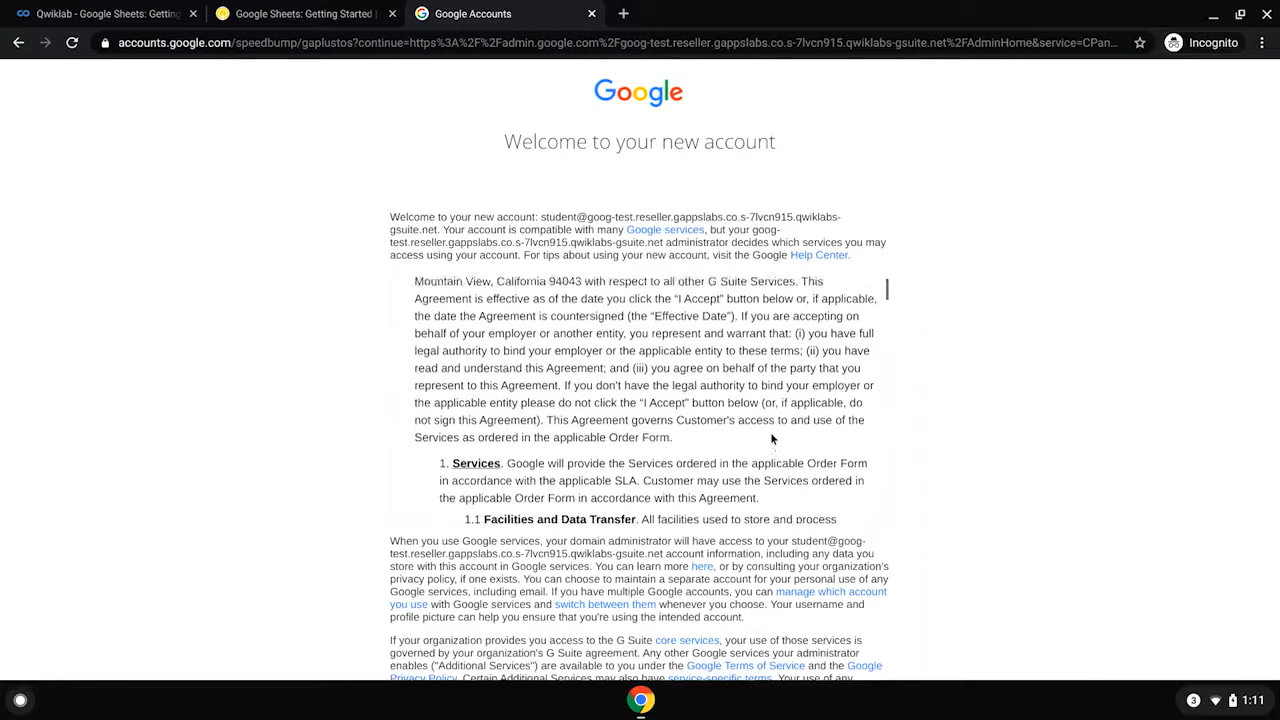 Qwiklab - Google Sheets: Getting
Google Sheets: Getting Started
Google Accounts
accounts.google.com/speedbump/gaplustos?continue=https%3A%2F%2Fadmin.google.com%2Fgoog-test.reseller.gappslabs.co.s-7lvcn915.qwiklabs-gsuite.net%2FAdminHome&service=CPan...
Incognito
Google
Welcome to your new account
Welcome to your new account: student@goog-test.reseller.gappslabs.co.s-7lvcn915.qwiklabs-
gsuite.net. Your account is compatible with many Google services, but your goog-
test.reseller.gappslabs.co.s-7lvcn915.qwiklabs-gsuite.net administrator decides which services you may
access using your account. For tips about using your new account, visit the Google Help Center.
Mountain View, California 94043 with respect to all other G Suite Services. This
Agreement is effective as of the date you click the “I Accept” button below or, if applicable,
the date the Agreement is countersigned (the “Effective Date”). If you are accepting on
behalf of your employer or another entity, you represent and warrant that: (i) you have full
legal authority to bind your employer or the applicable entity to these terms; (ii) you have
read and understand this Agreement; and (iii) you agree on behalf of the party that you
represent to this Agreement. If you don’t have the legal authority to bind your employer or
the applicable entity please do not click the “I Accept” button below (or, if applicable, do
not sign this Agreement). This Agreement governs Customer's access to and use of the
Services as ordered in the applicable Order Form.
1. Services. Google will provide the Services ordered in the applicable Order Form
in accordance with the applicable SLA. Customer may use the Services ordered in
the applicable Order Form in accordance with this Agreement.
1.1 Facilities and Data Transfer. All facilities used to store and process
When you use Google services, your domain administrator will have access to your student@goog-
test.reseller.gappslabs.co.s-7lvcn915.qwiklabs-gsuite.net account information, including any data you
store with this account in Google services. You can learn more here, or by consulting your organization's
privacy policy, if one exists. You can choose to maintain a separate account for your personal use of any
Google services, including email. If you have multiple Google accounts, you can manage which account
you use with Google services and switch between them whenever you choose. Your username and
profile picture can help you ensure that you're using the intended account.
If your organization provides you access to the G Suite core services, your use of those services is
governed by your organization's G Suite agreement. Any other Google services your administrator
enables ("Additional Services") are available to you under the Google Terms of Service and the Google
Privacy Policy. Certain Additional Services may also have service-specific terms. Your use of any
3
1:11